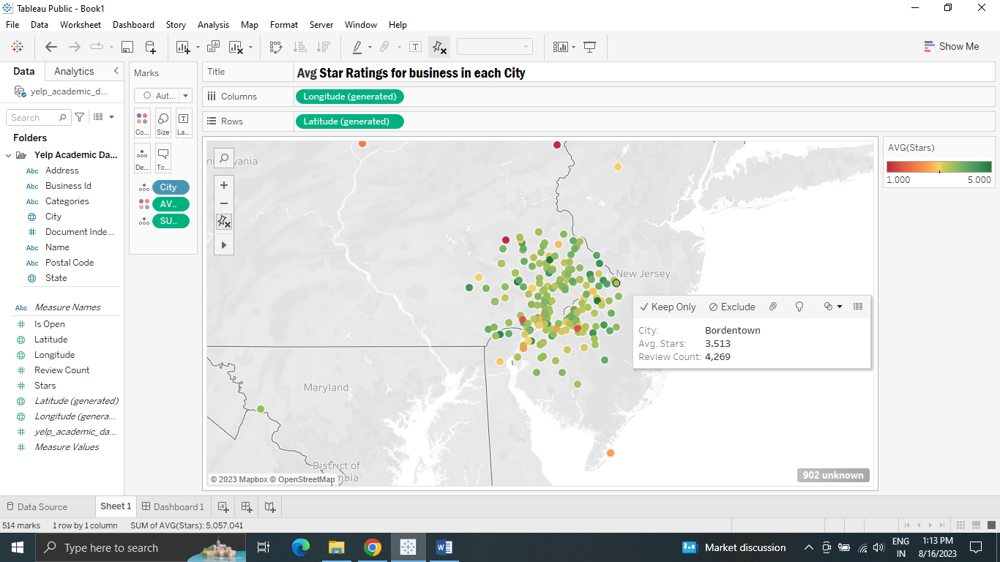 Tableau Public - Book1
File Data Worksheet Dashboard Story Analysis Map Format Server Window Help
Show Me
Data Analytics
yelp_academic_d...
Search
Folders
Yelp Academic Da...
Abc Address
Abc Business Id
Abc Categories
City
Document Inde...
Abc Name
Abc Postal Code
State
Abc Measure Names
Is Open
Latitude
Longitude
Review Count
Stars
Latitude (generated)
Longitude (genera...
yelp_academic_da...
Measure Values
Marks
Aut...
Co... Size La...
De... To...
City
AV..
SU..
Title Avg Star Ratings for business in each City
Columns Longitude (generated)
Rows Latitude (generated)
vania
New Jersey
Maryland
District of
mbia
Keep Only Exclude
City: Bordentown
Avg. Stars: 3.513
Review Count: 4,269
© 2023 Mapbox © OpenStreetMap
902 unknown
AVG(Stars)
1.000 5.000
Data Source Sheet 1 Dashboard 1
514 marks 1 row by 1 column SUM of AVG(Stars): 5,057.041
Type here to search
Market discussion
ENG
IN
1:13 PM
8/16/2023